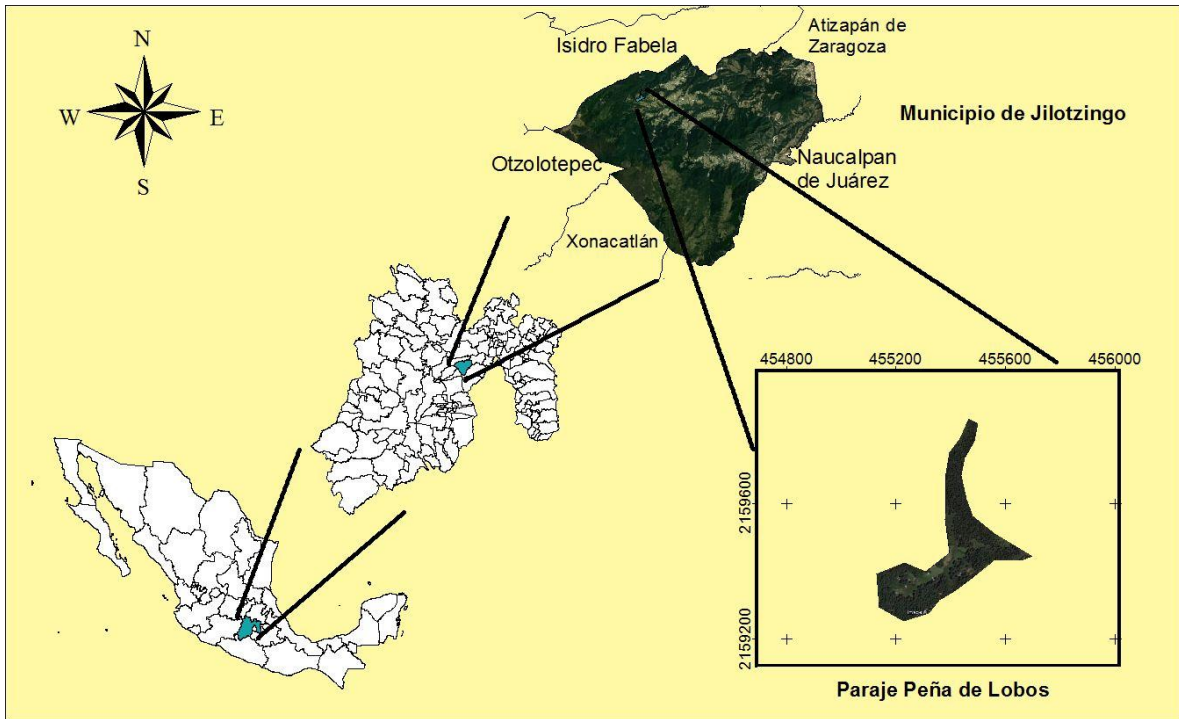 N
W
E
S
Isidro Fabela
Atizapán de
Zaragoza
Municipio de Jilotzingo
Otzolotepec
Naucalpan
de Juárez
Xonacatlán
454800 455200 455600 456000
2159600
2159200
Paraje Peña de Lobos